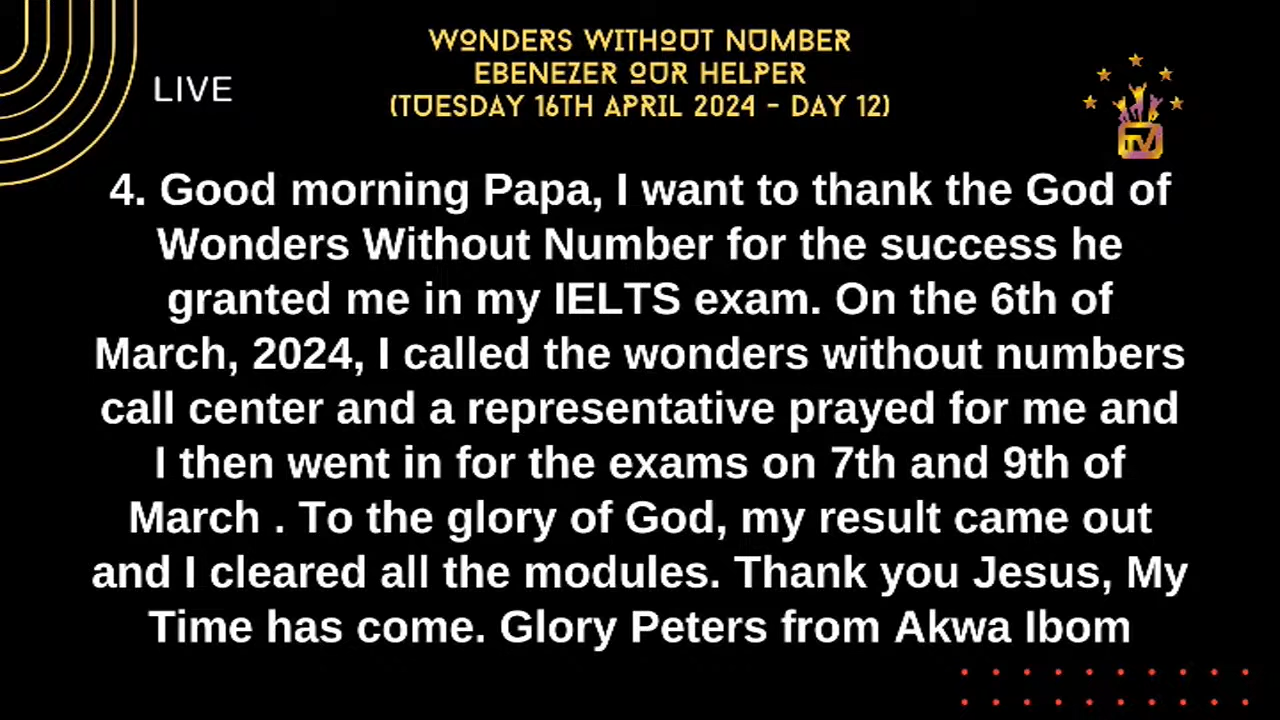 WONDERS WITHOUT NUMBER
EBENEZER OUR HELPER
(TUESDAY 16TH APRIL 2024 - DAY 12)
LIVE
TV
4. Good morning Papa, I want to thank the God of
Wonders Without Number for the success he
granted me in my IELTS exam. On the 6th of
March, 2024, I called the wonders without numbers
call center and a representative prayed for me and
I then went in for the exams on 7th and 9th of
March . To the glory of God, my result came out
and I cleared all the modules. Thank you Jesus, My
Time has come. Glory Peters from Akwa Ibom